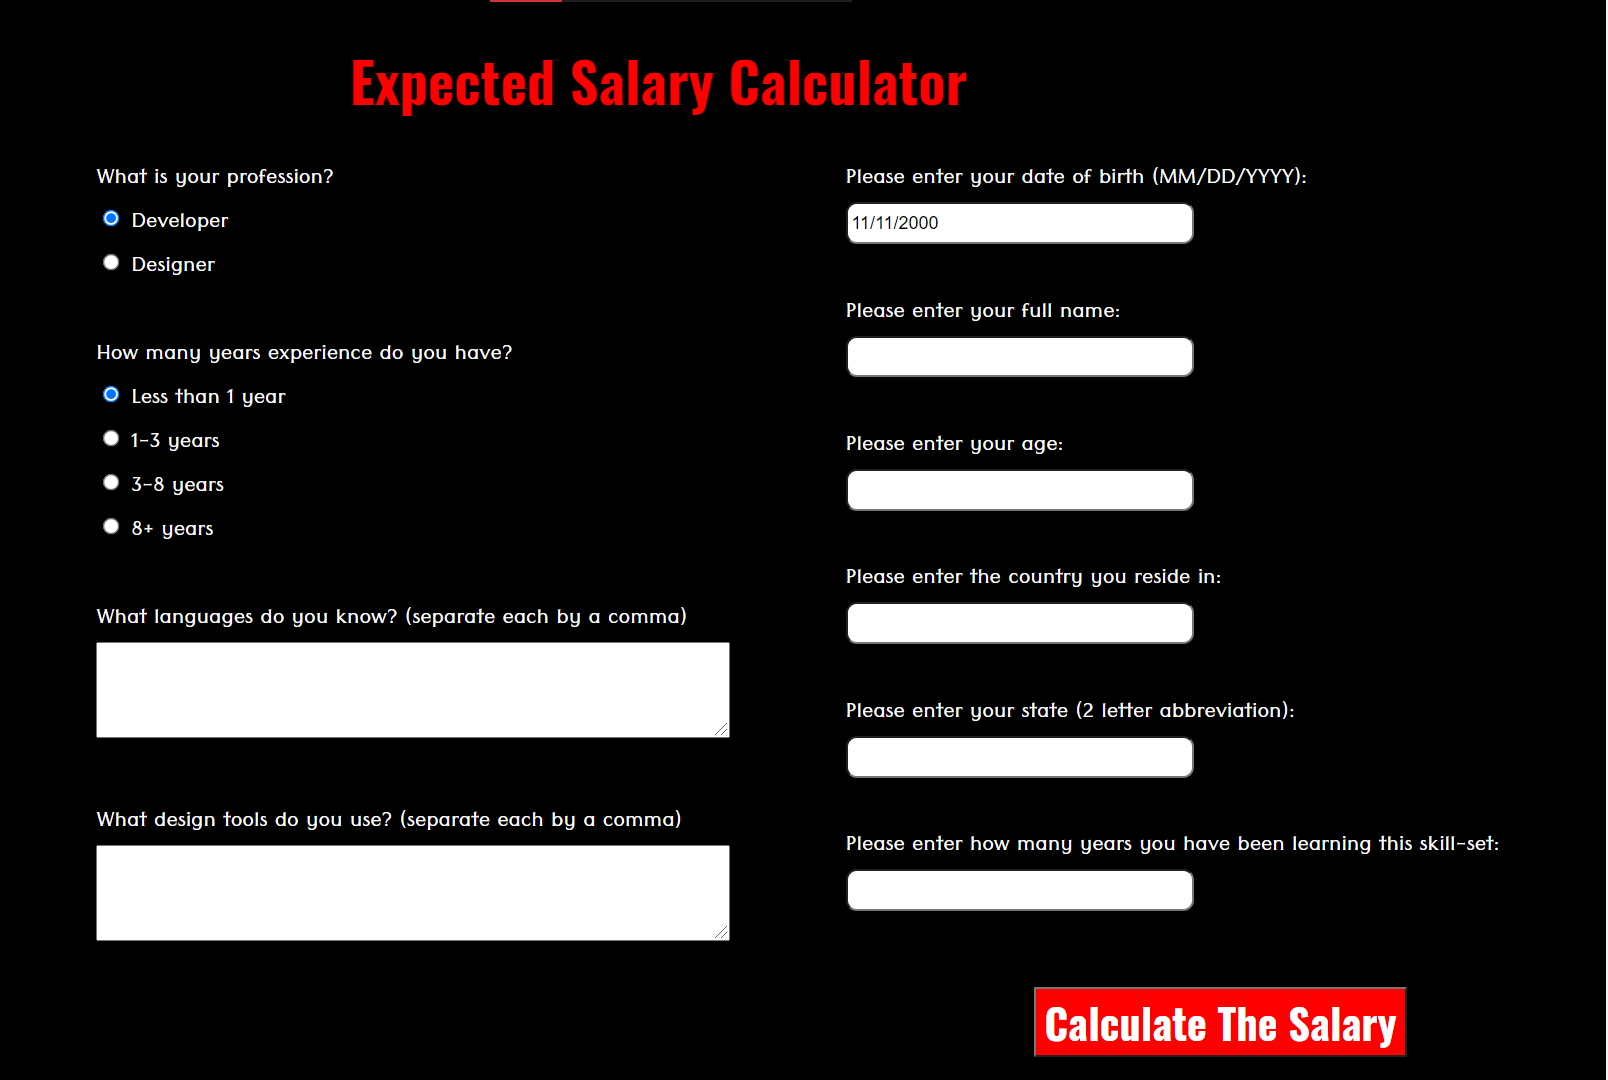 Expected Salary Calculator
What is your profession?
Developer
Designer
How many years experience do you have?
Less than 1 year
1-3 years
3-8 years
8+ years
What languages do you know? (separate each by a comma)
What design tools do you use? (separate each by a comma)
Please enter your date of birth (MM/DD/YYYY):
11/11/2000
Please enter your full name:
Please enter your age:
Please enter the country you reside in:
Please enter your state (2 letter abbreviation):
Please enter how many years you have been learning this skill-set:
Calculate The Salary